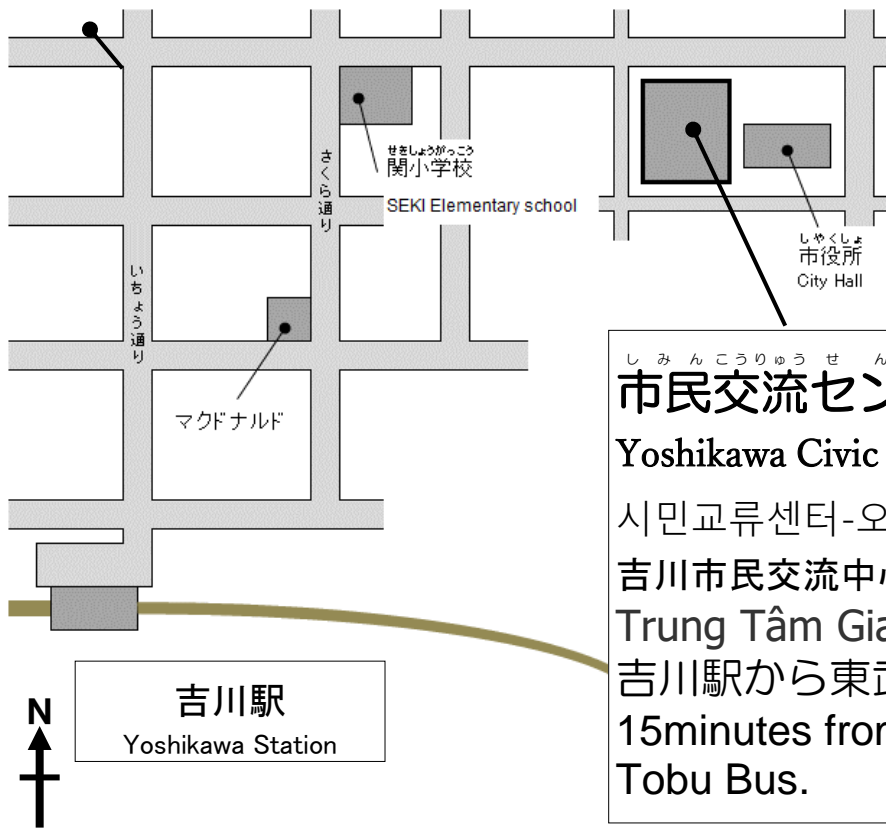 せきしょうがっこう
関小学校
SEKI Elementary school
さくら通り
いちょう通り
マクドナルド
しやくしょ
市役所
City Hall
しみんこうりゅうせん
市民交流セン
Yoshikawa Civic
시민교류센터-오
吉川市民交流中心
Trung Tâm Gia
吉川駅から東武
15minutes from
Tobu Bus.
吉川駅
Yoshikawa Station
N